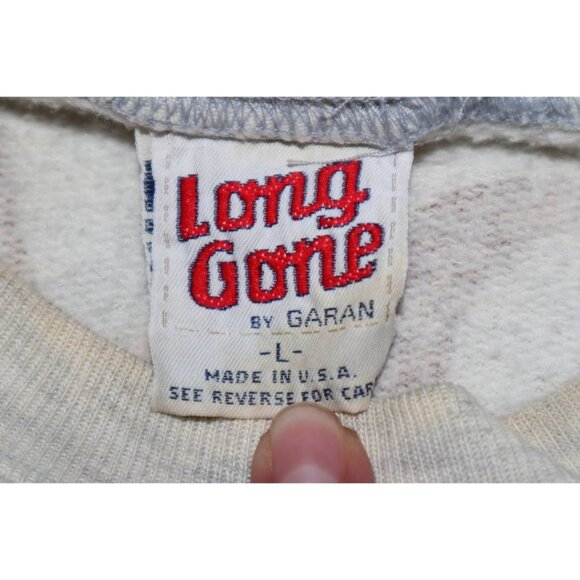 Long
Gone
BY GARAN
-L-
MADE IN U.S.A.
SEE REVERSE FOR CAR